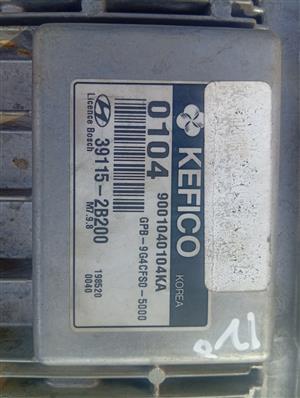 KEFICO
KOREA
0104
9001040104KA
GPB-9G4CFS0-5000
39115-2B200
Licence Bosch
M7.9.8
198520
0040